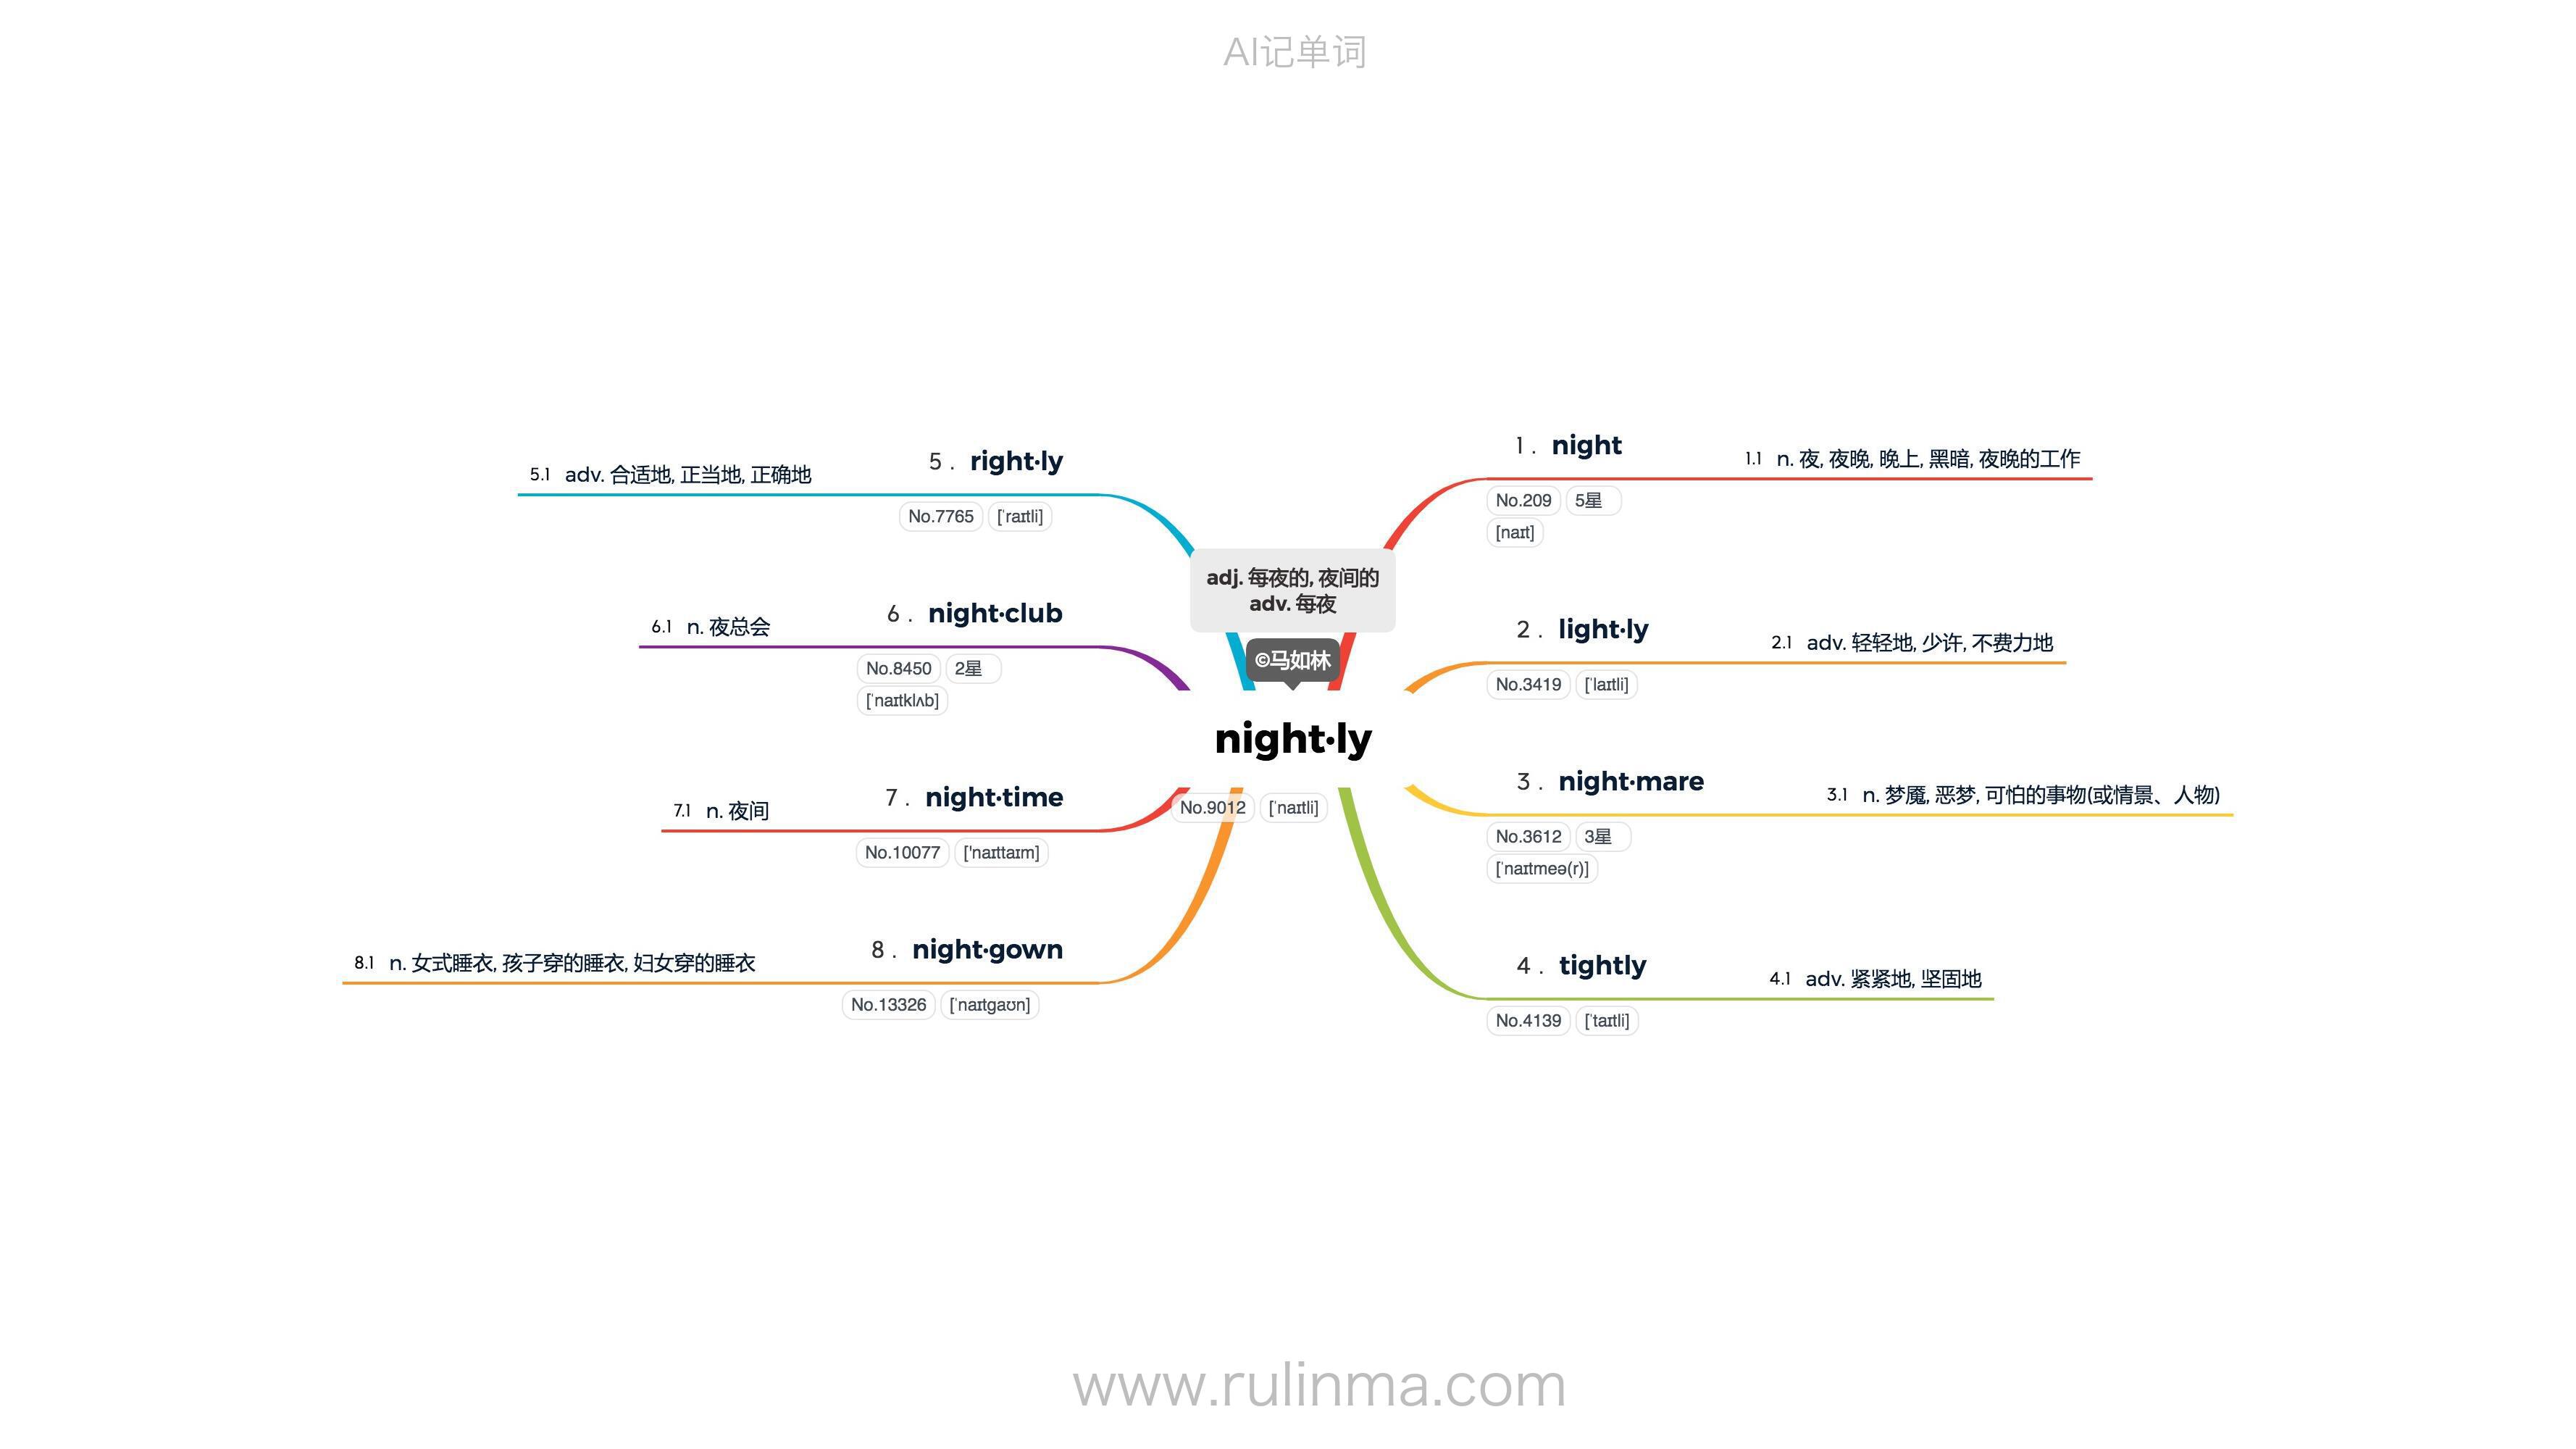 AI记单词
adj. 每夜的, 夜间的
adv. 每夜
©马如林
night·ly
No.9012 [ˈnaɪtli]
1 . night
No.209 5星
[naɪt]
1.1 n. 夜, 夜晚, 晚上, 黑暗, 夜晚的工作
2 . light·ly
No.3419 [ˈlaɪtli]
2.1 adv. 轻轻地, 少许, 不费力地
3 . night·mare
No.3612 3星
[ˈnaɪtmeə(r)]
3.1 n. 梦魇, 恶梦, 可怕的事物(或情景、人物)
4 . tightly
No.4139 [ˈtaɪtli]
4.1 adv. 紧紧地, 坚固地
5 . right·ly
No.7765 [ˈraɪtli]
5.1 adv. 合适地, 正当地, 正确地
6 . night·club
No.8450 2星
[ˈnaɪtklʌb]
6.1 n. 夜总会
7 . night·time
No.10077 ['naɪttaɪm]
7.1 n. 夜间
8 . night·gown
No.13326 [ˈnaɪtgaʊn]
8.1 n. 女式睡衣, 孩子穿的睡衣, 妇女穿的睡衣
www.rulinma.com